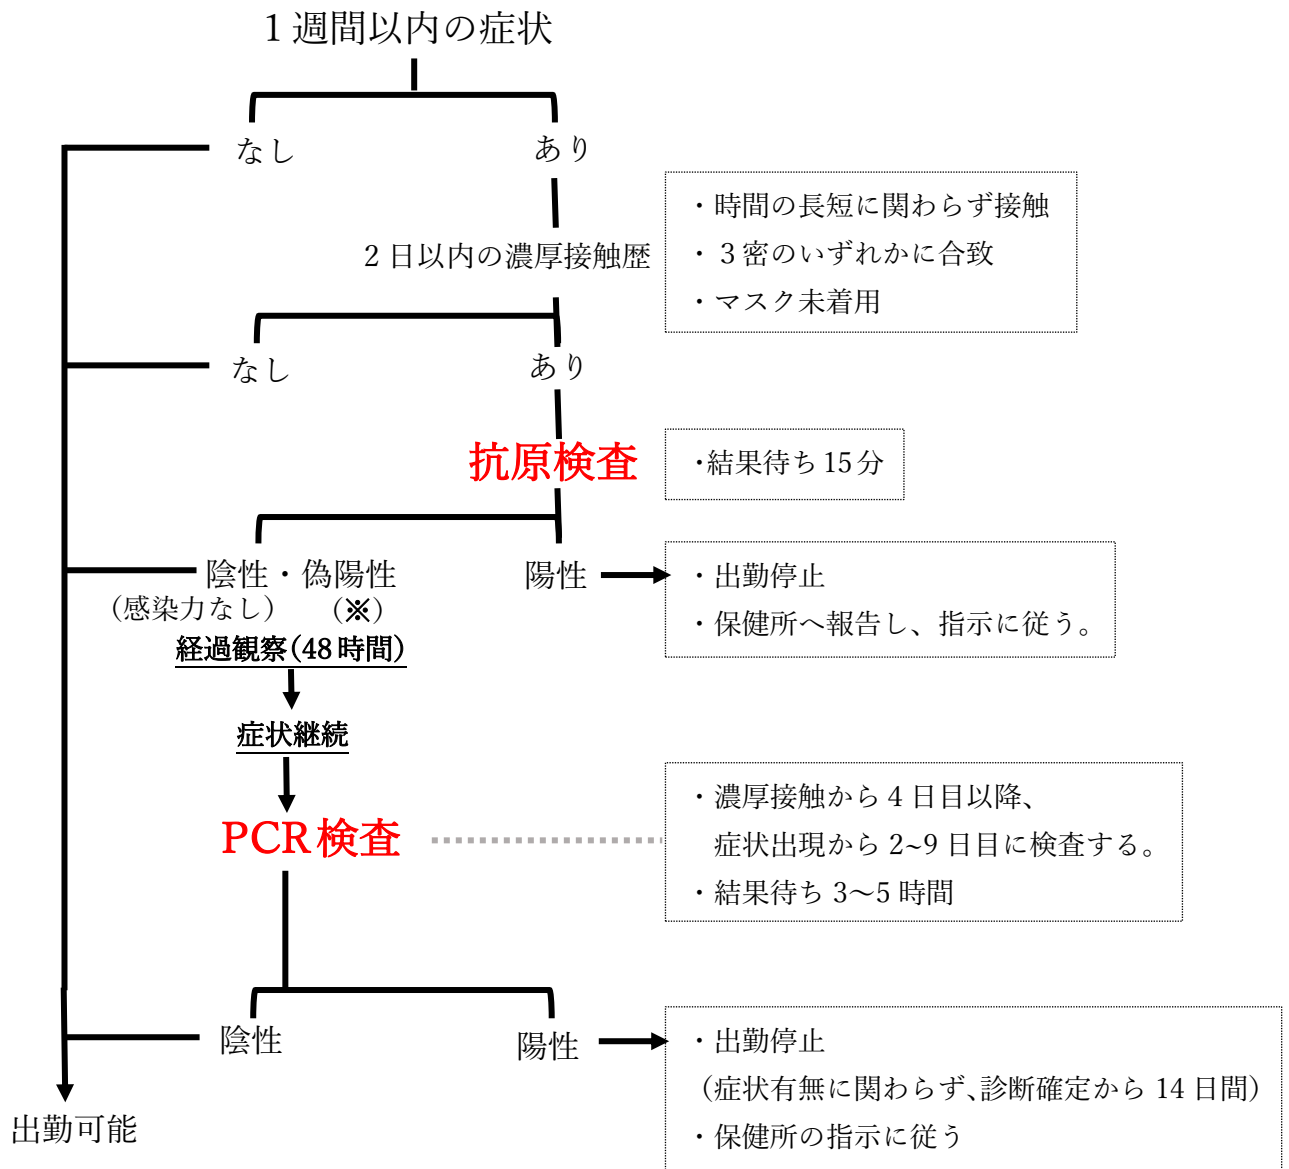 1 週間以内の症状
なし
あり
・時間の長短に関わらず接触
2 日以内の濃厚接触歴
・３密のいずれかに合致
・マスク未着用
なし
あり
抗原検査
・結果待ち 15 分
陰性・偽陽性
陽性
（感染力なし）
（※）
・出勤停止
・保健所へ報告し、指示に従う。
経過観察（48 時間）
症状継続
PCR 検査
・濃厚接触から 4 日目以降、
症状出現から 2~9 日目に検査する。
・結果待ち 3～5 時間
陰性
陽性
・出勤停止
（症状有無に関わらず、診断確定から 14 日間）
・保健所の指示に従う
出勤可能